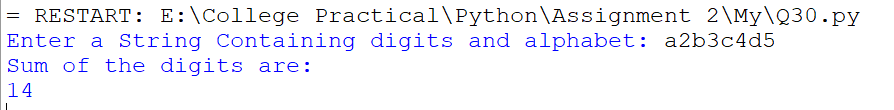 = RESTART: E:\College Practical\Python\Assignment 2\My\Q30.py
Enter a String Containing digits and alphabet: a2b3c4d5
Sum of the digits are:
14